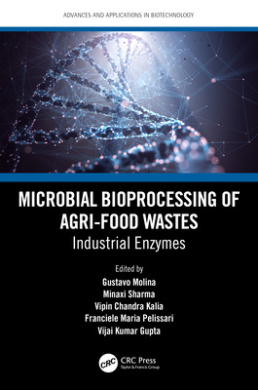 ADVANCES AND APPLICATIONS IN BIOTECHNOLOGY
MICROBIAL BIOPROCESSING OF
AGRI-FOOD WASTES
Industrial Enzymes
Edited by
Gustavo Molina
Minaxi Sharma
Vipin Chandra Kalia
Franciele Maria Pelissari
Vijai Kumar Gupta
CRC
CRC Press
Taylor & Francis Group